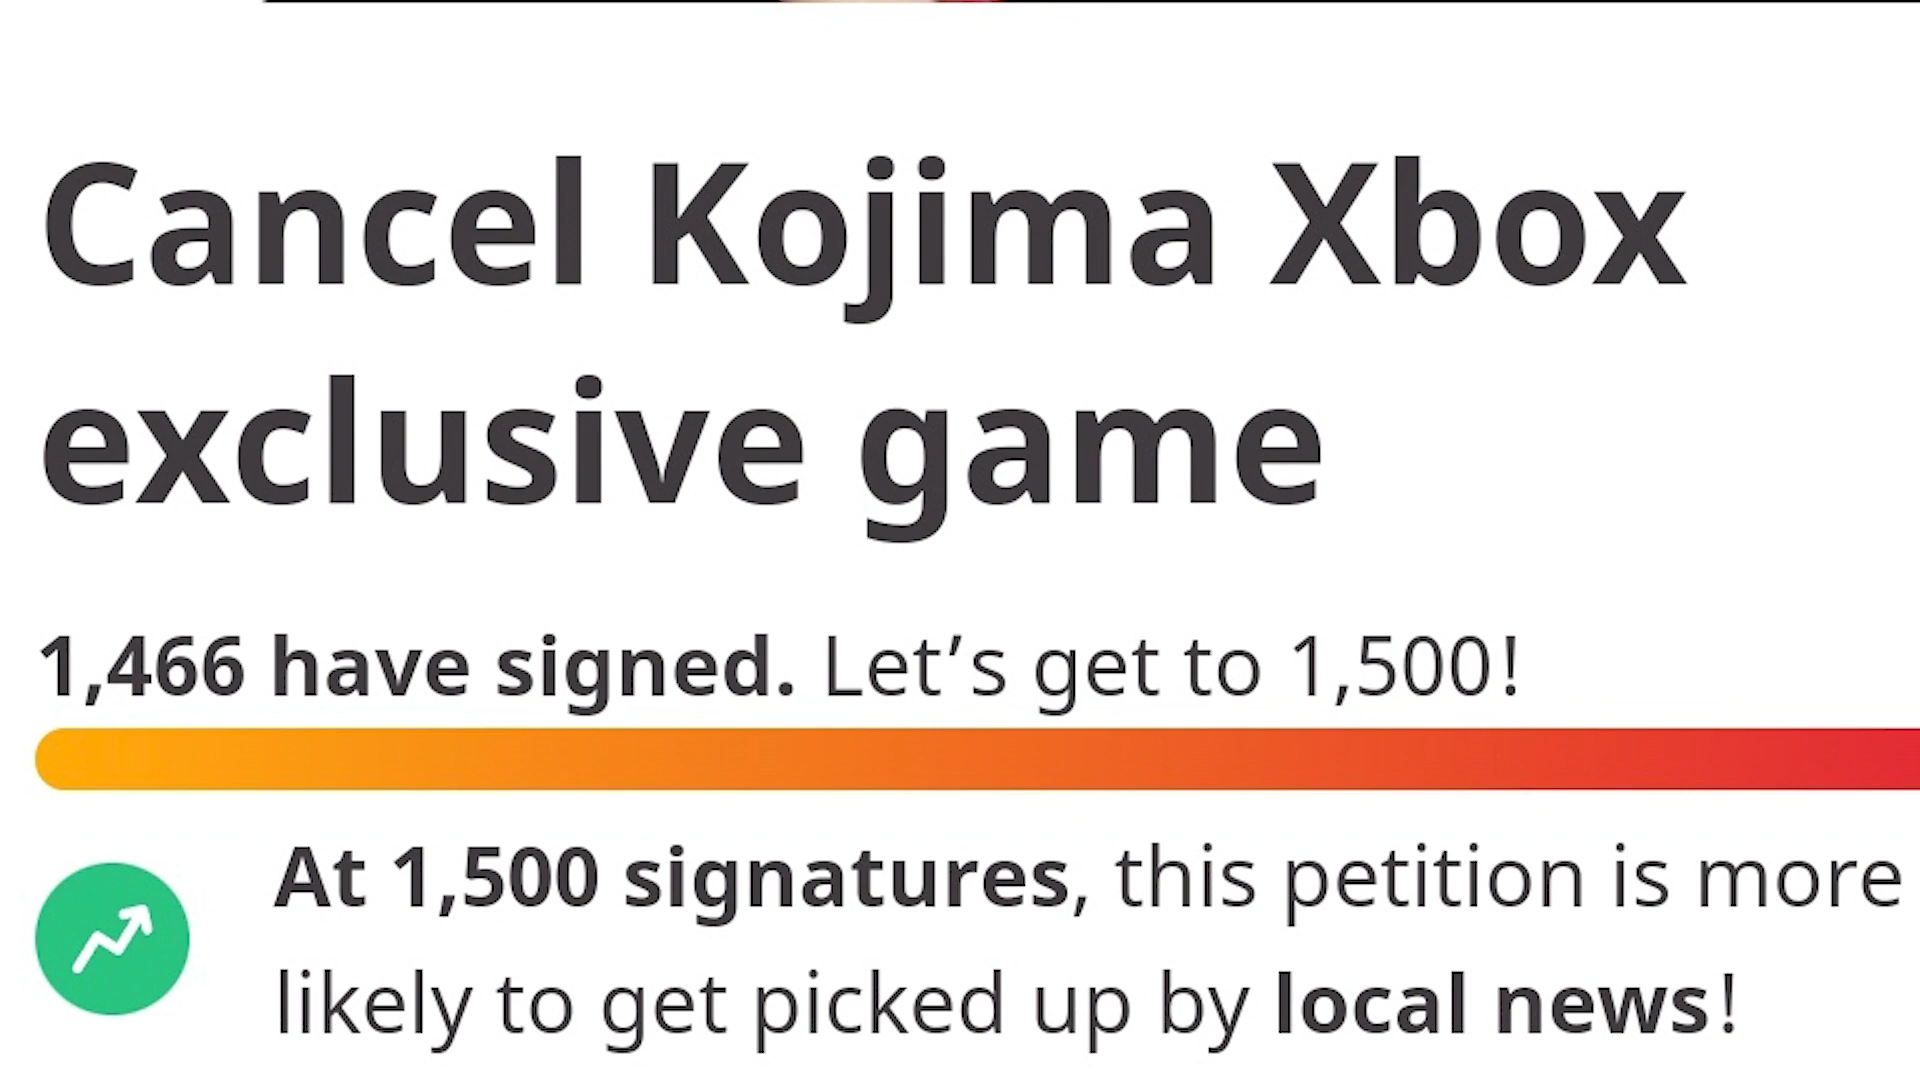 Cancel Kojima Xbox
exclusive game
1,466 have signed. Let’s get to 1,500!
At 1,500 signatures, this petition is more
likely to get picked up by local news!